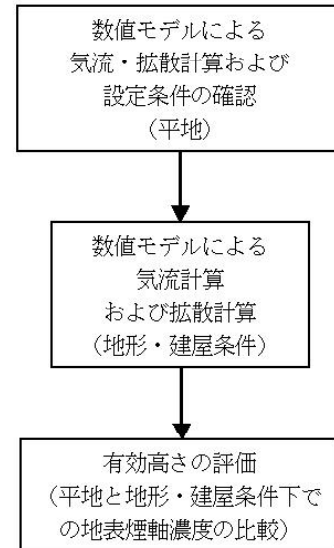 数値モデルによる
気流・拡散計算および
設定条件の確認
（平地）
数値モデルによる
気流計算
および拡散計算
（地形・建屋条件）
有効高さの評価
（平地と地形・建屋条件下で
の地表煙軸濃度の比較）